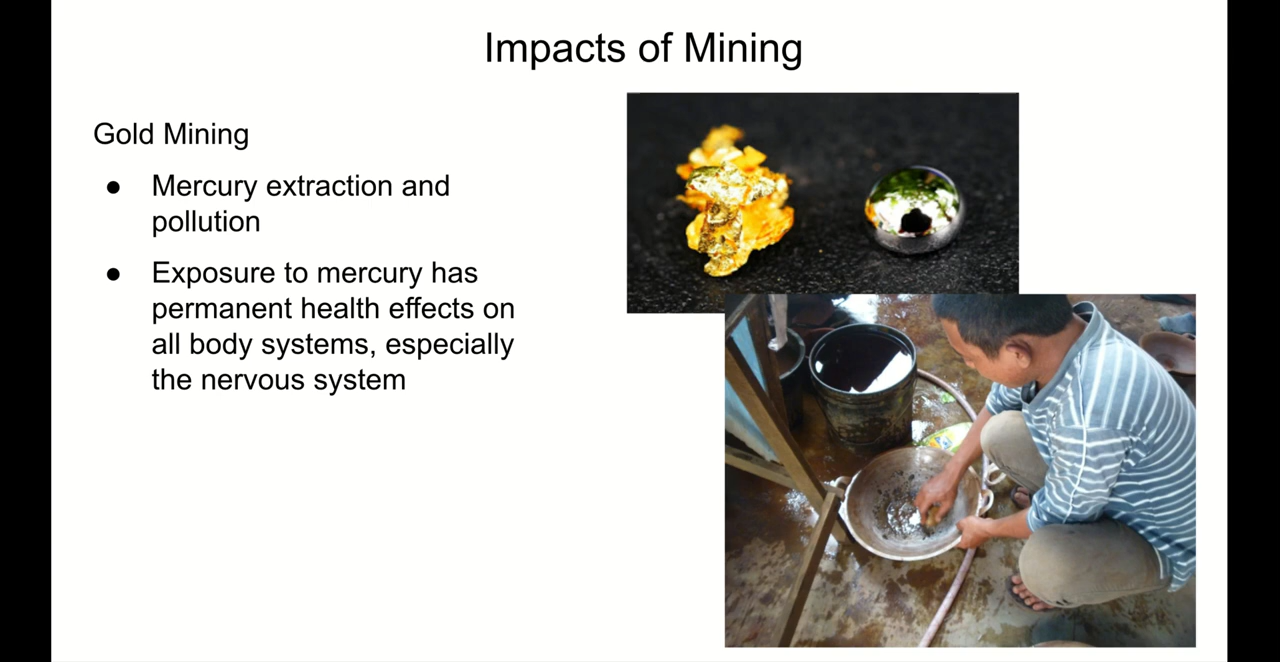 Impacts of Mining
Gold Mining
● Mercury extraction and
pollution
● Exposure to mercury has
permanent health effects on
all body systems, especially
the nervous system